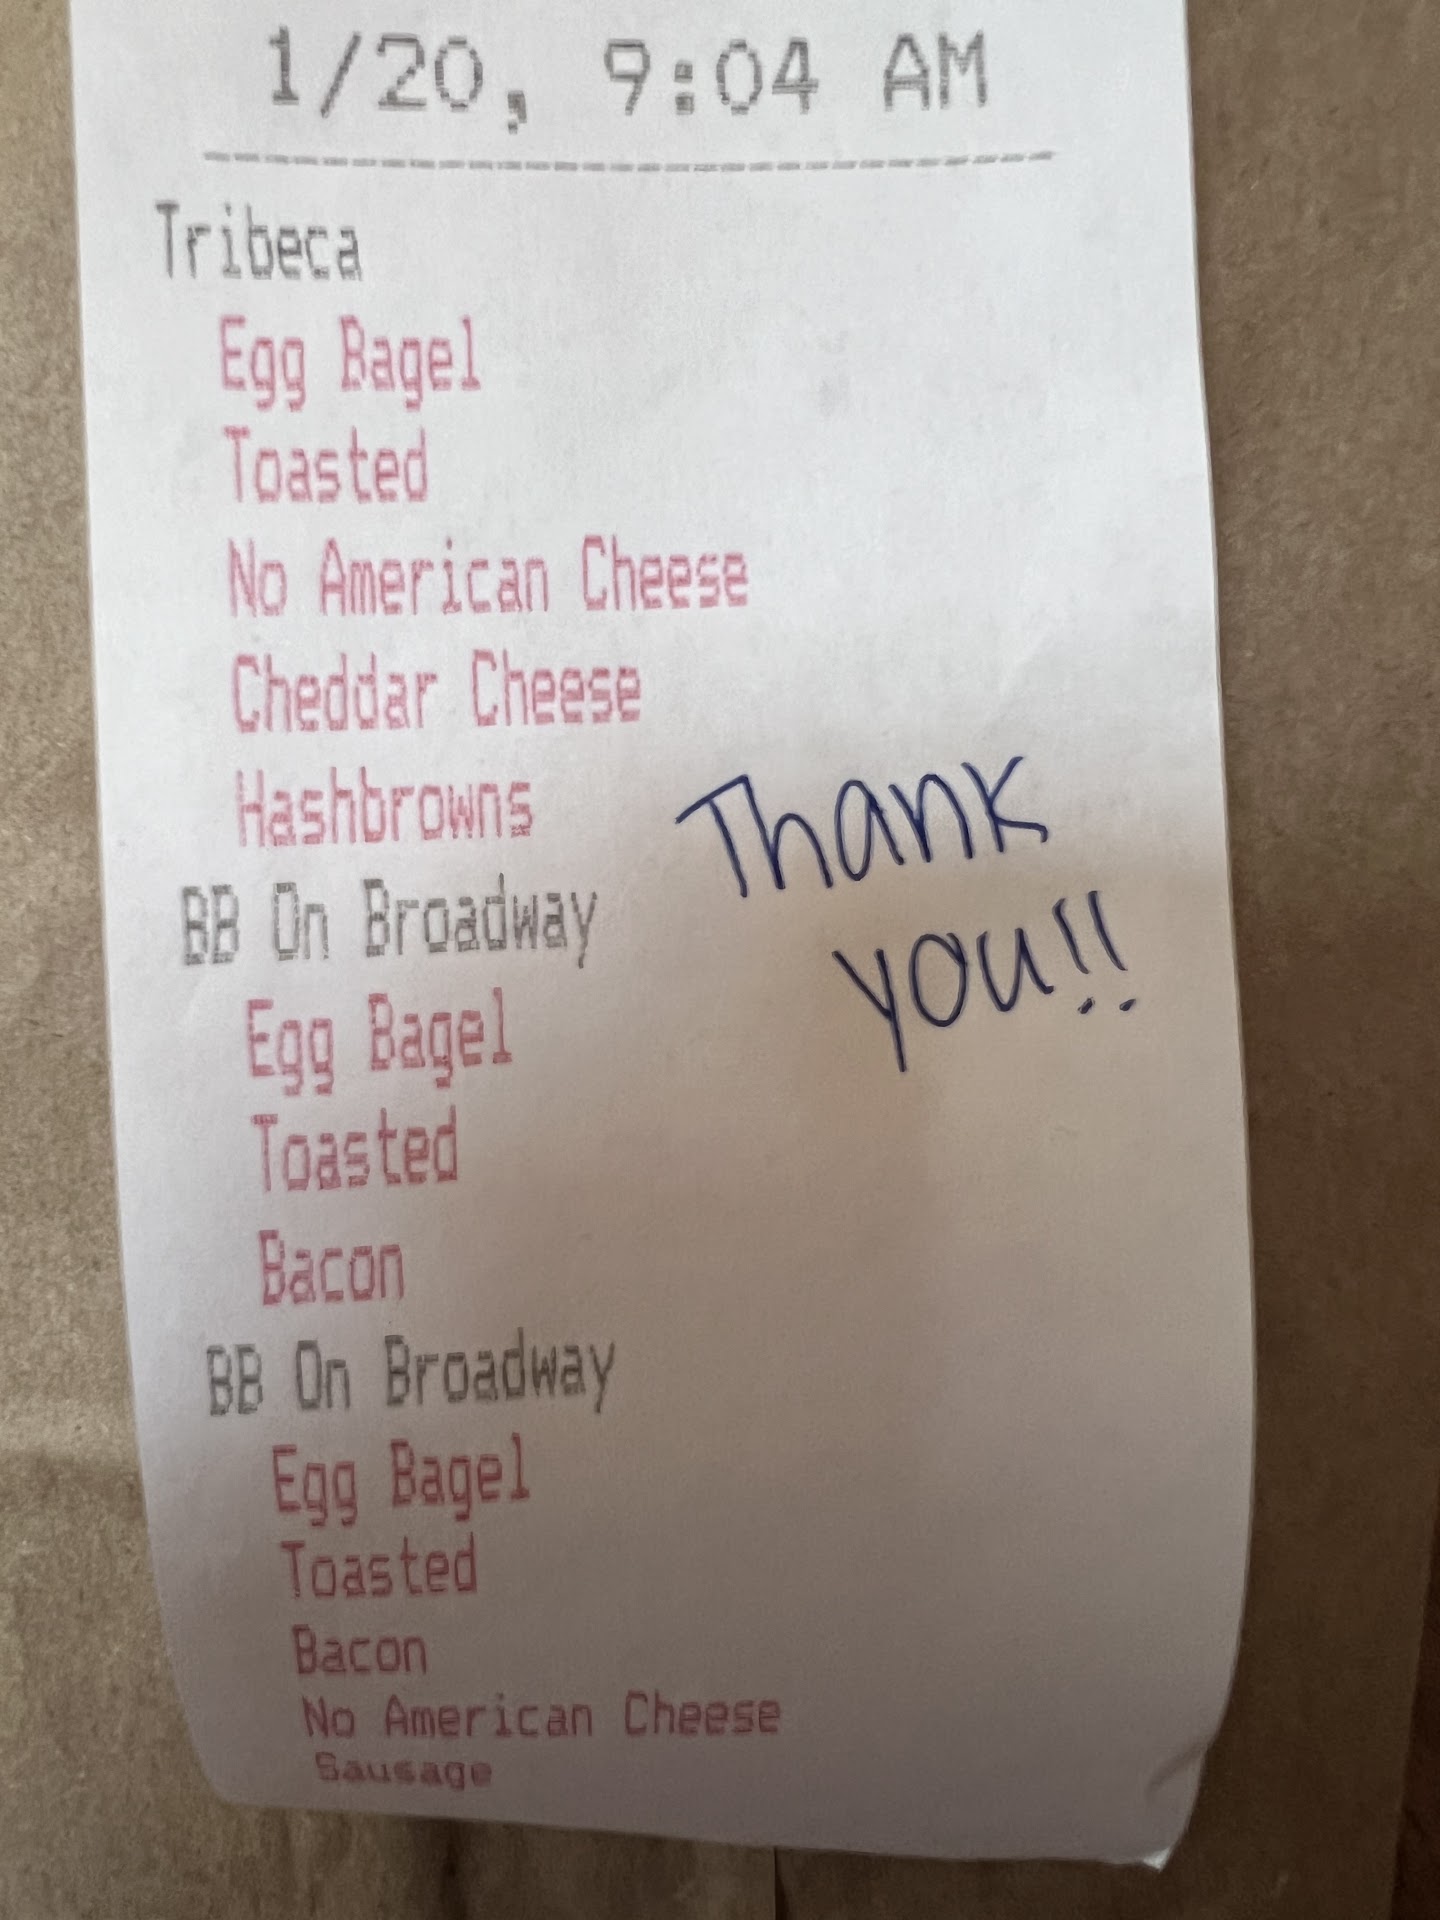 1/20, 9:04 AM
Tribeca
Egg Bagel
Toasted
No American Cheese
Cheddar Cheese
Hashbrowns
Thank
you!!
BB On Broadway
Egg Bagel
Toasted
Bacon
BB On Broadway
Egg Bagel
Toasted
Bacon
No American Cheese
Sausage